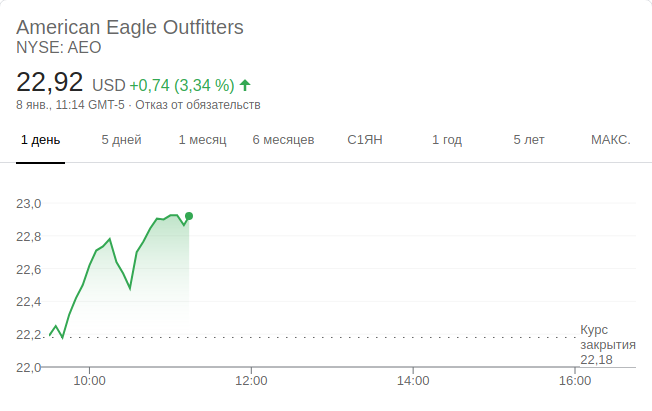 American Eagle Outfitters
NYSE: AEO
22,92 USD +0,74 (3,34 %)
8 янв., 11:14 GMT-5 · Отказ от обязательств
1 день 5 дней 1 месяц 6 месяцев С1ЯН 1 год 5 лет МАКС.
23,0
22,8
22,6
22,4
22,2
22,0
Курс
закрытия
22,18
10:00 12:00 14:00 16:00